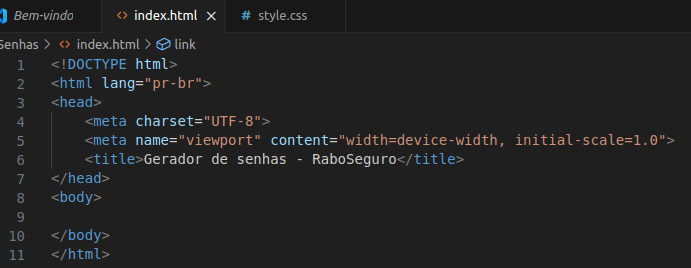 Bem-vindo <> index.html × # style.css
Senhas > <> index.html > link
1 <!DOCTYPE html>
2 <html lang="pr-br">
3 <head>
4 <meta charset="UTF-8">
5 <meta name="viewport" content="width=device-width, initial-scale=1.0">
6 <title>Gerador de senhas - RaboSeguro</title>
7 </head>
8 <body>
9
10 </body>
11 </html>